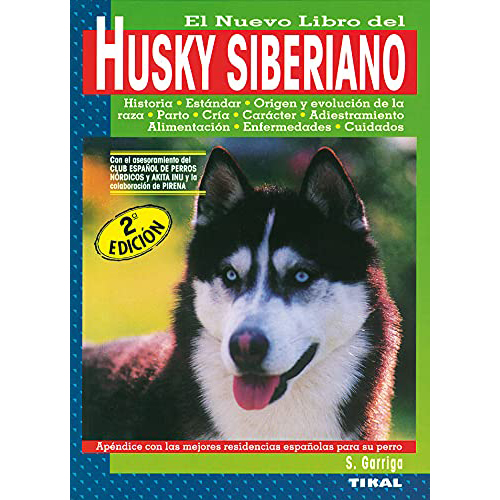 El Nuevo Libro del
HUSKY SIBERIANO
Historia • Estándar • Origen y evolución de la
raza • Parto • Cría • Carácter • Adiestramiento
Alimentación • Enfermedades • Cuidados
Con el asesoramiento del
CLUB ESPAÑOL DE PERROS
NÓRDICOS y AKITA INU y la
colaboración de PIRENA
2ª
EDICIÓN
Apéndice con las mejores residencias españolas para su perro
S. Garriga
TIKAL